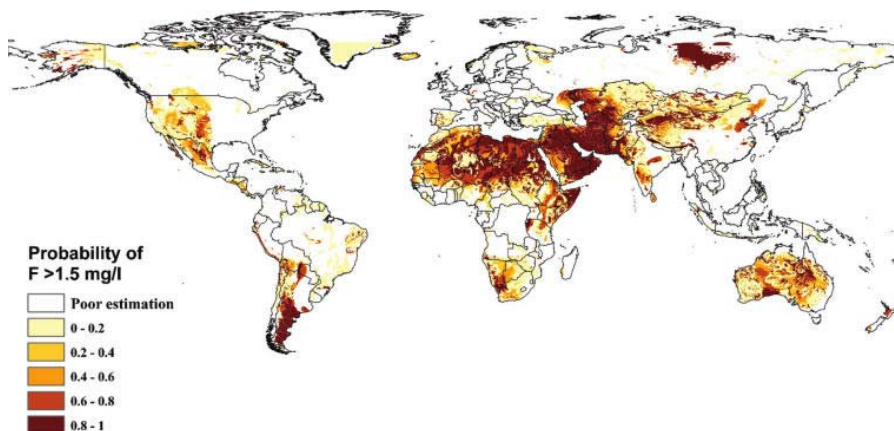 Probability of
F >1.5 mg/l
Poor estimation
0 - 0.2
0.2 - 0.4
0.4 - 0.6
0.6 - 0.8
0.8 - 1